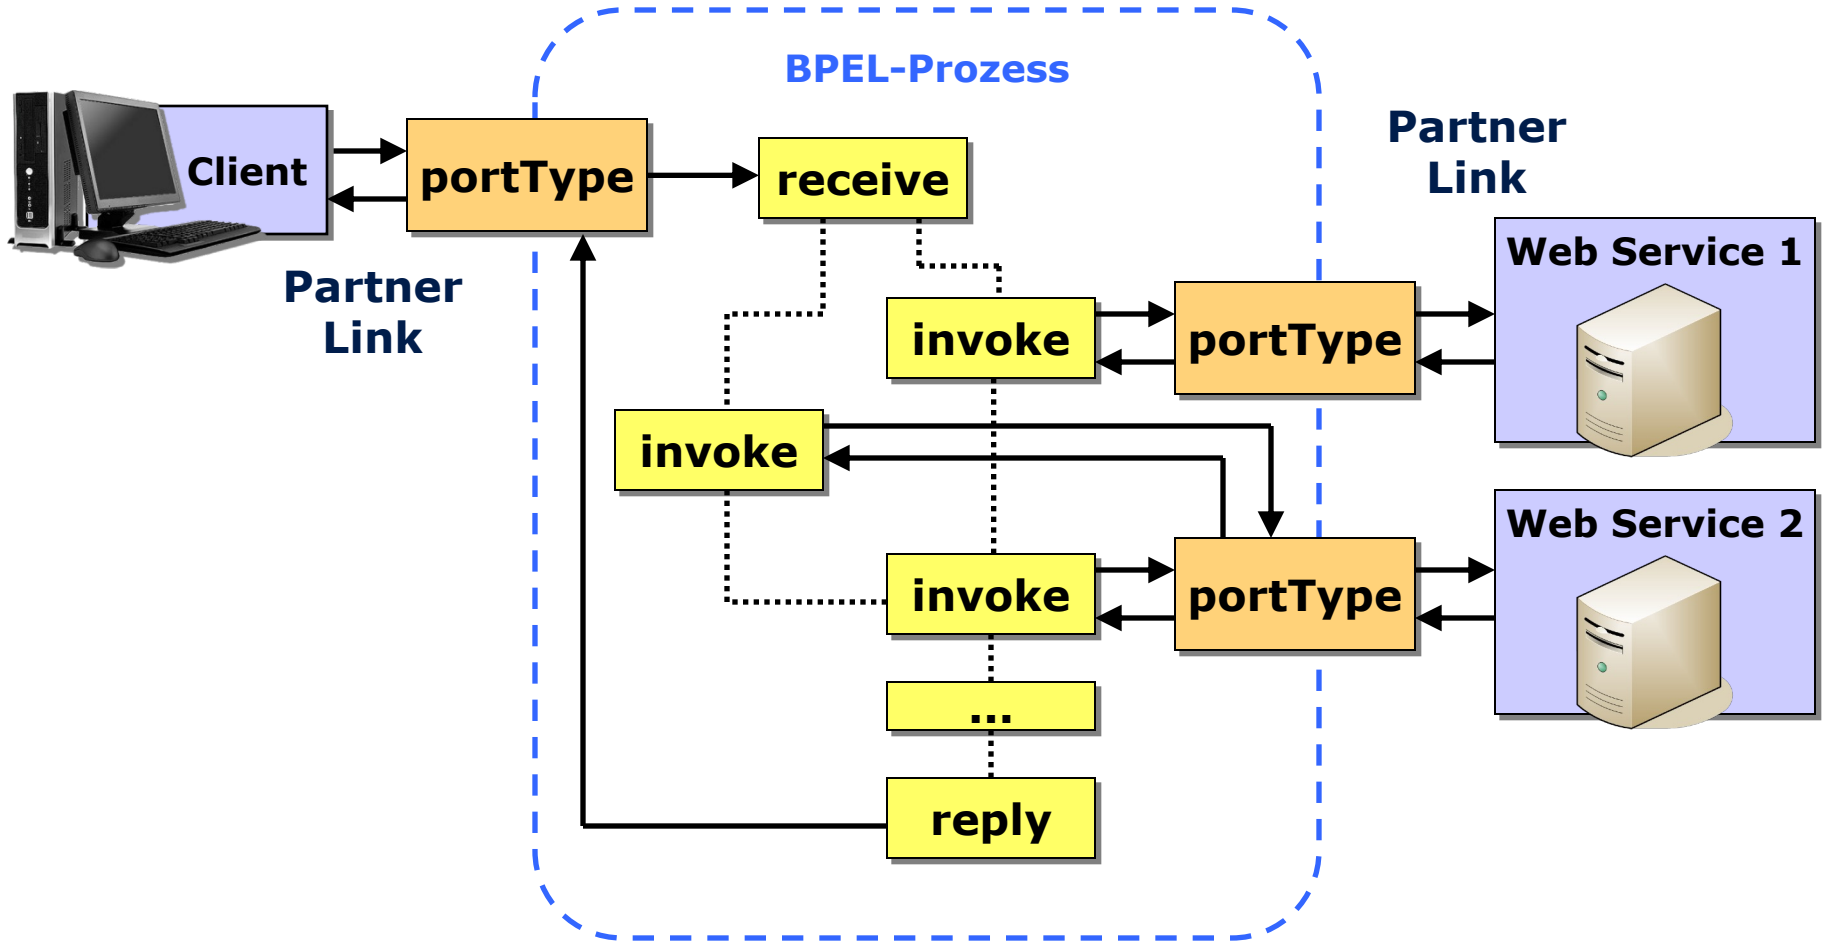 BPEL-Prozess
Client
portType
receive
Partner
Link
Partner
Link
Web Service 1
invoke
portType
invoke
Web Service 2
invoke
portType
...
reply